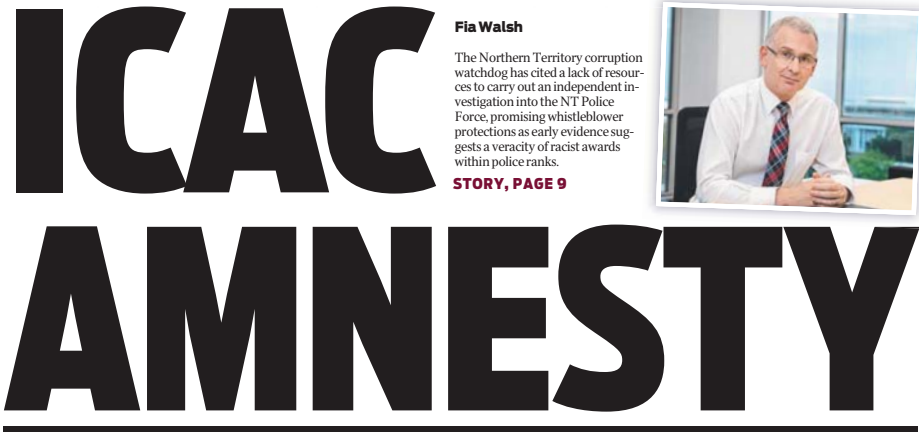 ICAC
Fia Walsh
The Northern Territory corruption
watchdog has cited a lack of resour-
ces to carry out an independent in-
vestigation into the NT Police
Force, promising whistleblower
protections as early evidence sug-
gests a veracity of racist awards
within police ranks.
STORY, PAGE 9
AMNESTY